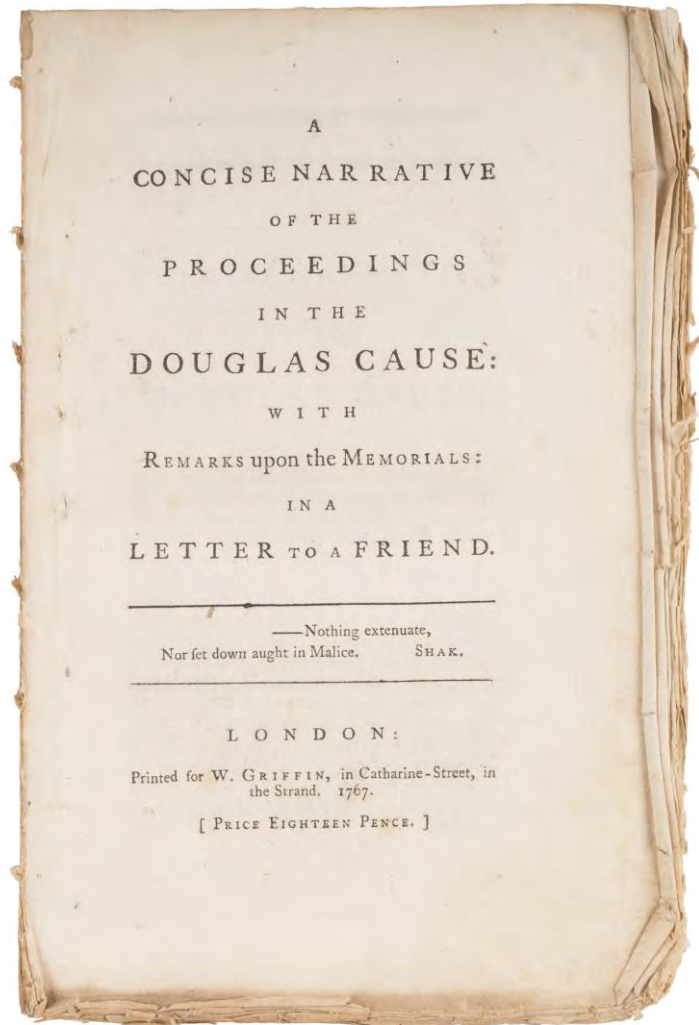 A
CONCISE NARRATIVE
OF THE
PROCEEDINGS
IN THE
DOUGLAS CAUSE:
WITH
REMARKS upon the MEMORIALS:
IN A
LETTER TO A FRIEND.
——Nothing extenuate,
Nor ſet down aught in Malice. SHAK.
LONDON:
Printed for W. GRIFFIN, in Catharine-Street, in
the Strand. 1767.
[ PRICE EIGHTEEN PENCE. ]